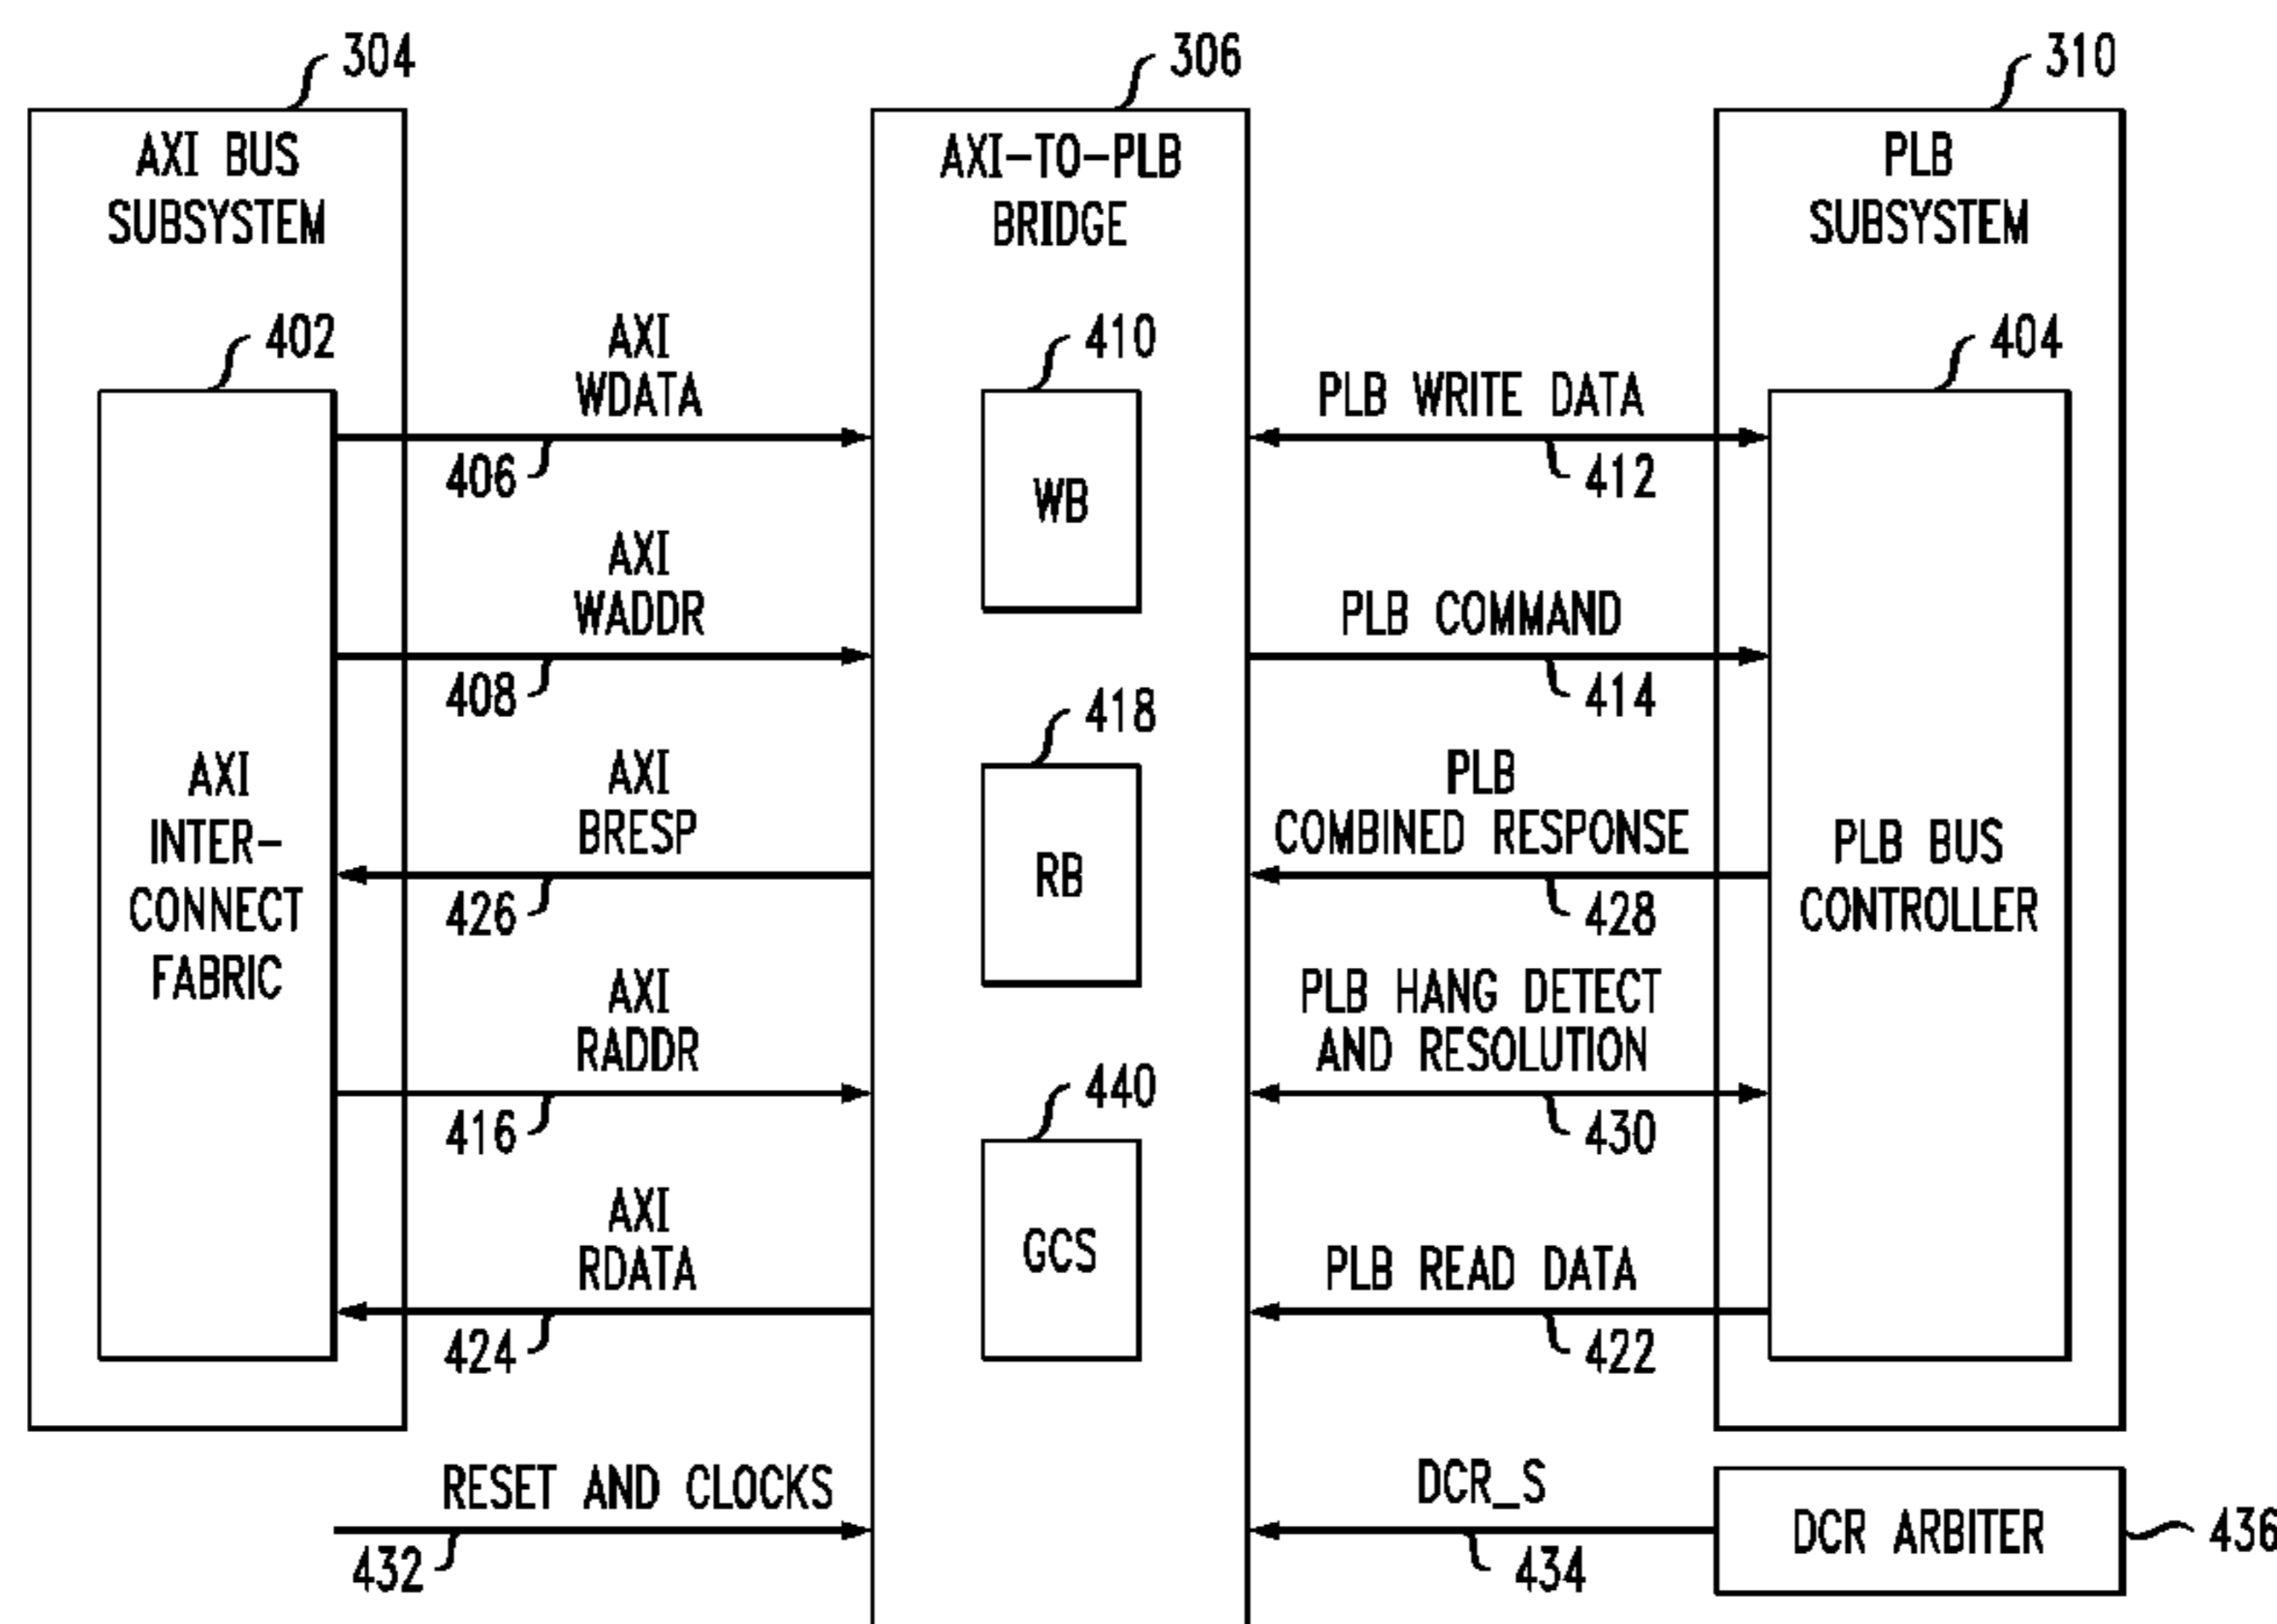 304
306
310
AXI BUS
SUBSYSTEM
AXI-TO-PLB
BRIDGE
PLB
SUBSYSTEM
402
AXI
WDATA
406
410
WB
PLB WRITE DATA
412
404
AXI
WADDR
408
PLB COMMAND
414
418
RB
AXI
INTER-
CONNECT
FABRIC
AXI
BRESP
426
PLB
COMBINED RESPONSE
428
PLB BUS
CONTROLLER
AXI
RADDR
416
PLB HANG DETECT
AND RESOLUTION
430
440
GCS
AXI
RDATA
424
PLB READ DATA
422
RESET AND CLOCKS
432
DCR_S
434
DCR ARBITER
436